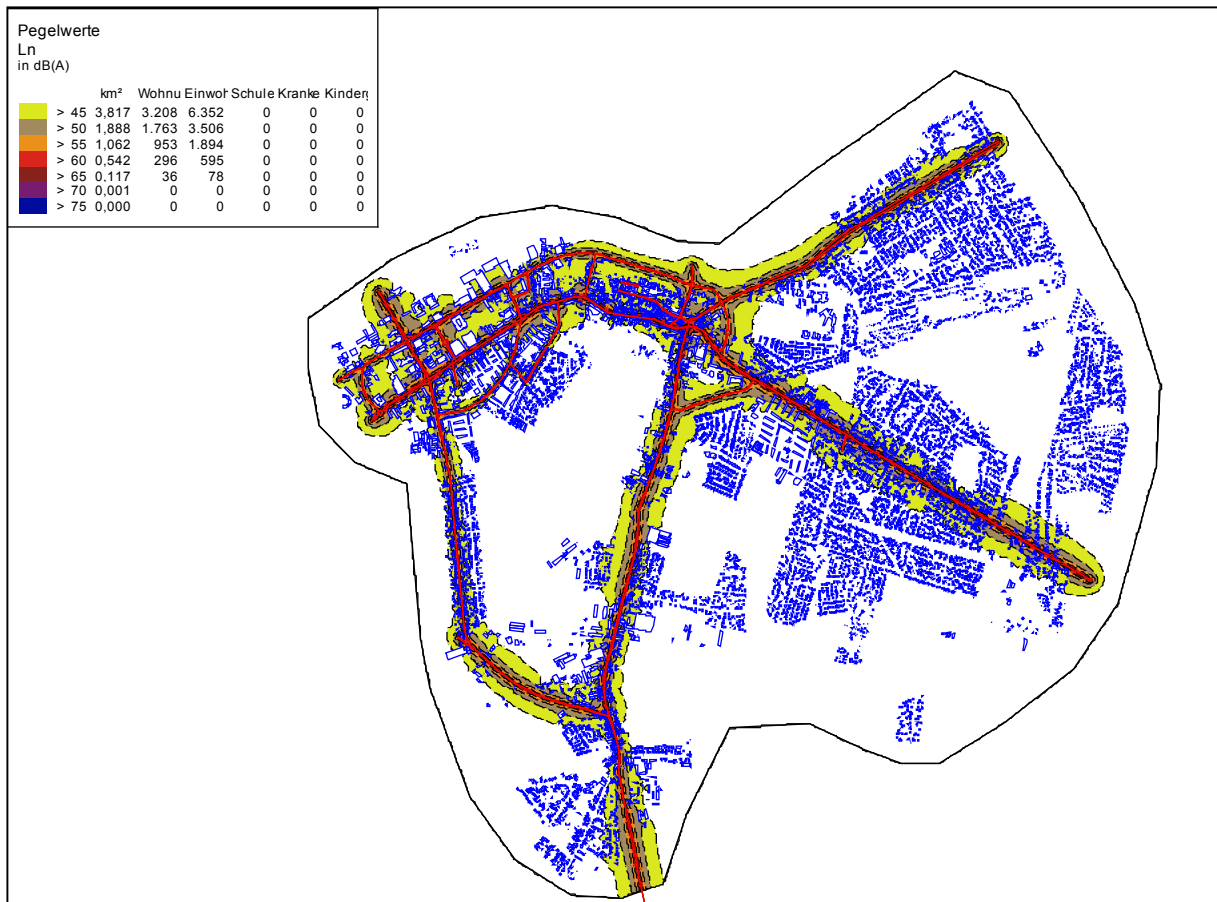 Pegelwerte
Ln
in dB(A)
km² Wohnu Einwoh Schule Kranke Kinderg
> 45 3,817 3.208 6.352 0 0 0
> 50 1,888 1.763 3.506 0 0 0
> 55 1,062 953 1.894 0 0 0
> 60 0,542 296 595 0 0 0
> 65 0,117 36 78 0 0 0
> 70 0,001 0 0 0 0 0
> 75 0,000 0 0 0 0 0